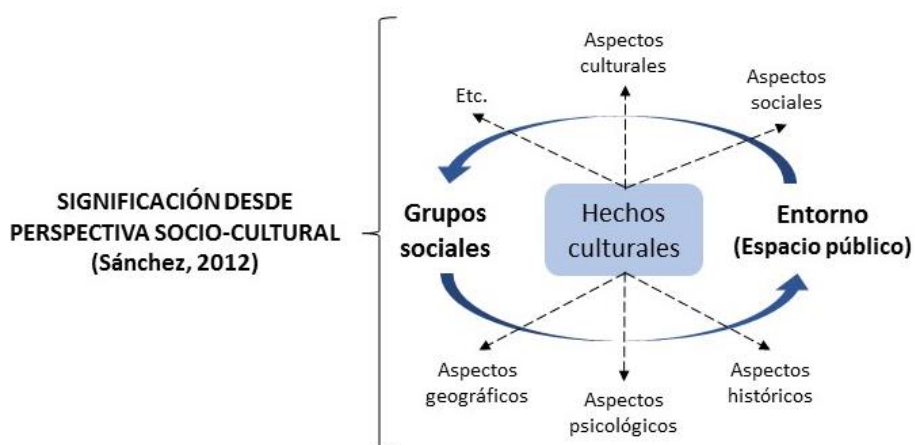 SIGNIFICACIÓN DESDE
PERSPECTIVA SOCIO-CULTURAL
(Sánchez, 2012)
Aspectos
culturales
Etc.
Aspectos
sociales
Grupos
sociales
Hechos
culturales
Entorno
(Espacio público)
Aspectos
geográficos
Aspectos
psicológicos
Aspectos
históricos